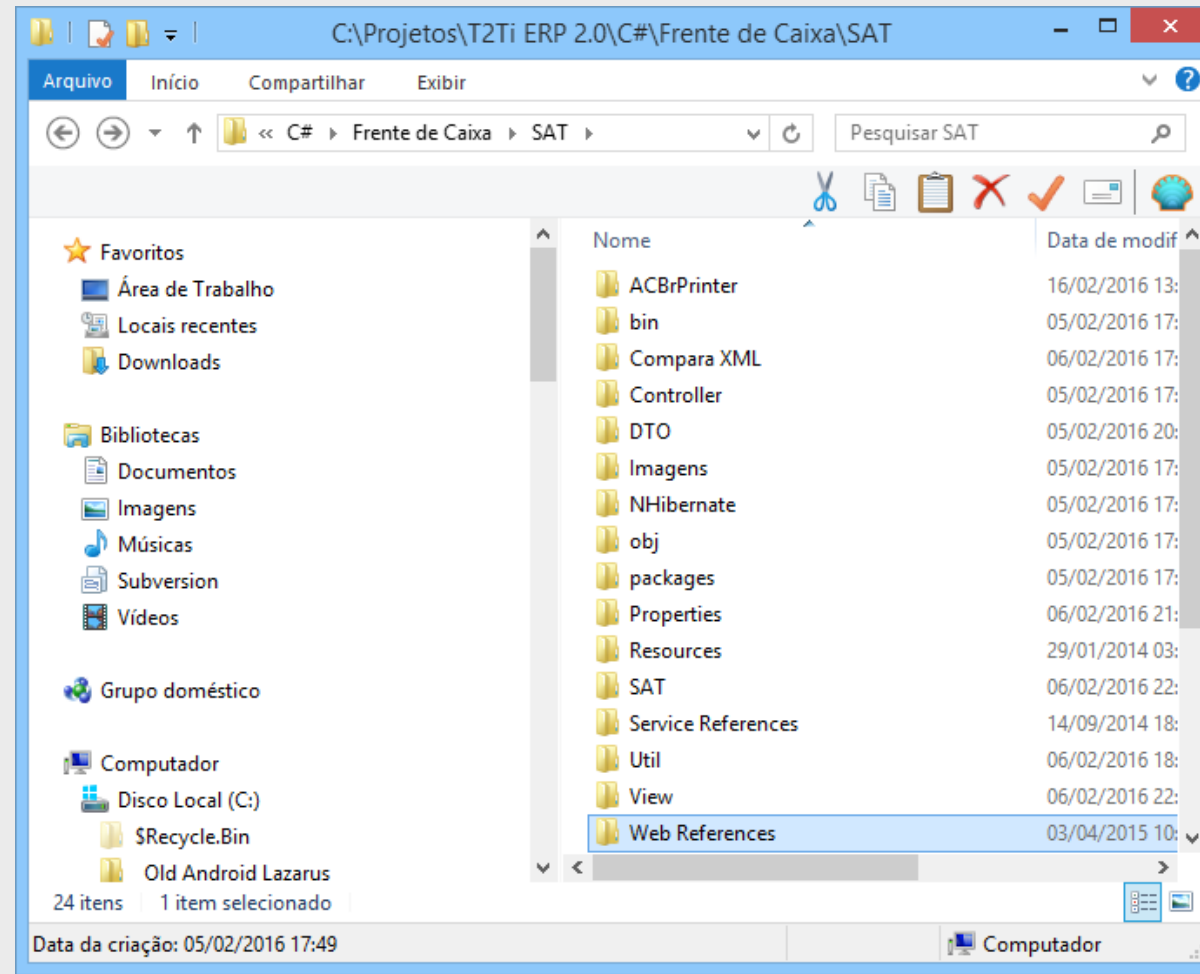 C:\Projetos\T2Ti ERP 2.0\C#\Frente de Caixa\SAT
Arquivo Início Compartilhar Exibir
« C# Frente de Caixa SAT Pesquisar SAT
Nome Data de modif
Favoritos
Área de Trabalho
Locais recentes
Downloads
Bibliotecas
Documentos
Imagens
Músicas
Subversion
Vídeos
Grupo doméstico
Computador
Disco Local (C:)
$Recycle.Bin
Old Android Lazarus
ACBrPrinter 16/02/2016 13:
bin 05/02/2016 17:
Compara XML 06/02/2016 17:
Controller 05/02/2016 17:
DTO 05/02/2016 20:
Imagens 05/02/2016 17:
NHibernate 05/02/2016 17:
obj 05/02/2016 17:
packages 05/02/2016 17:
Properties 06/02/2016 21:
Resources 29/01/2014 03:
SAT 06/02/2016 22:
Service References 14/09/2014 18:
Util 06/02/2016 18:
View 06/02/2016 22:
Web References 03/04/2015 10:
24 itens 1 item selecionado
Data da criação: 05/02/2016 17:49 Computador